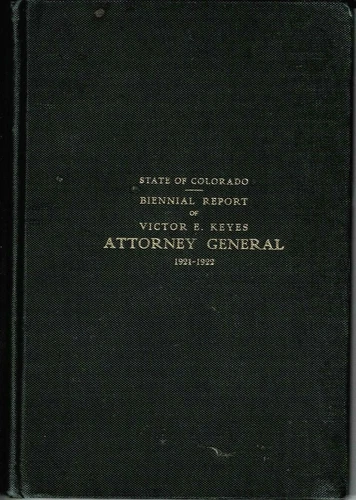 STATE OF COLORADO
BIENNIAL REPORT
OF
VICTOR E. KEYES
ATTORNEY GENERAL
1921-1922